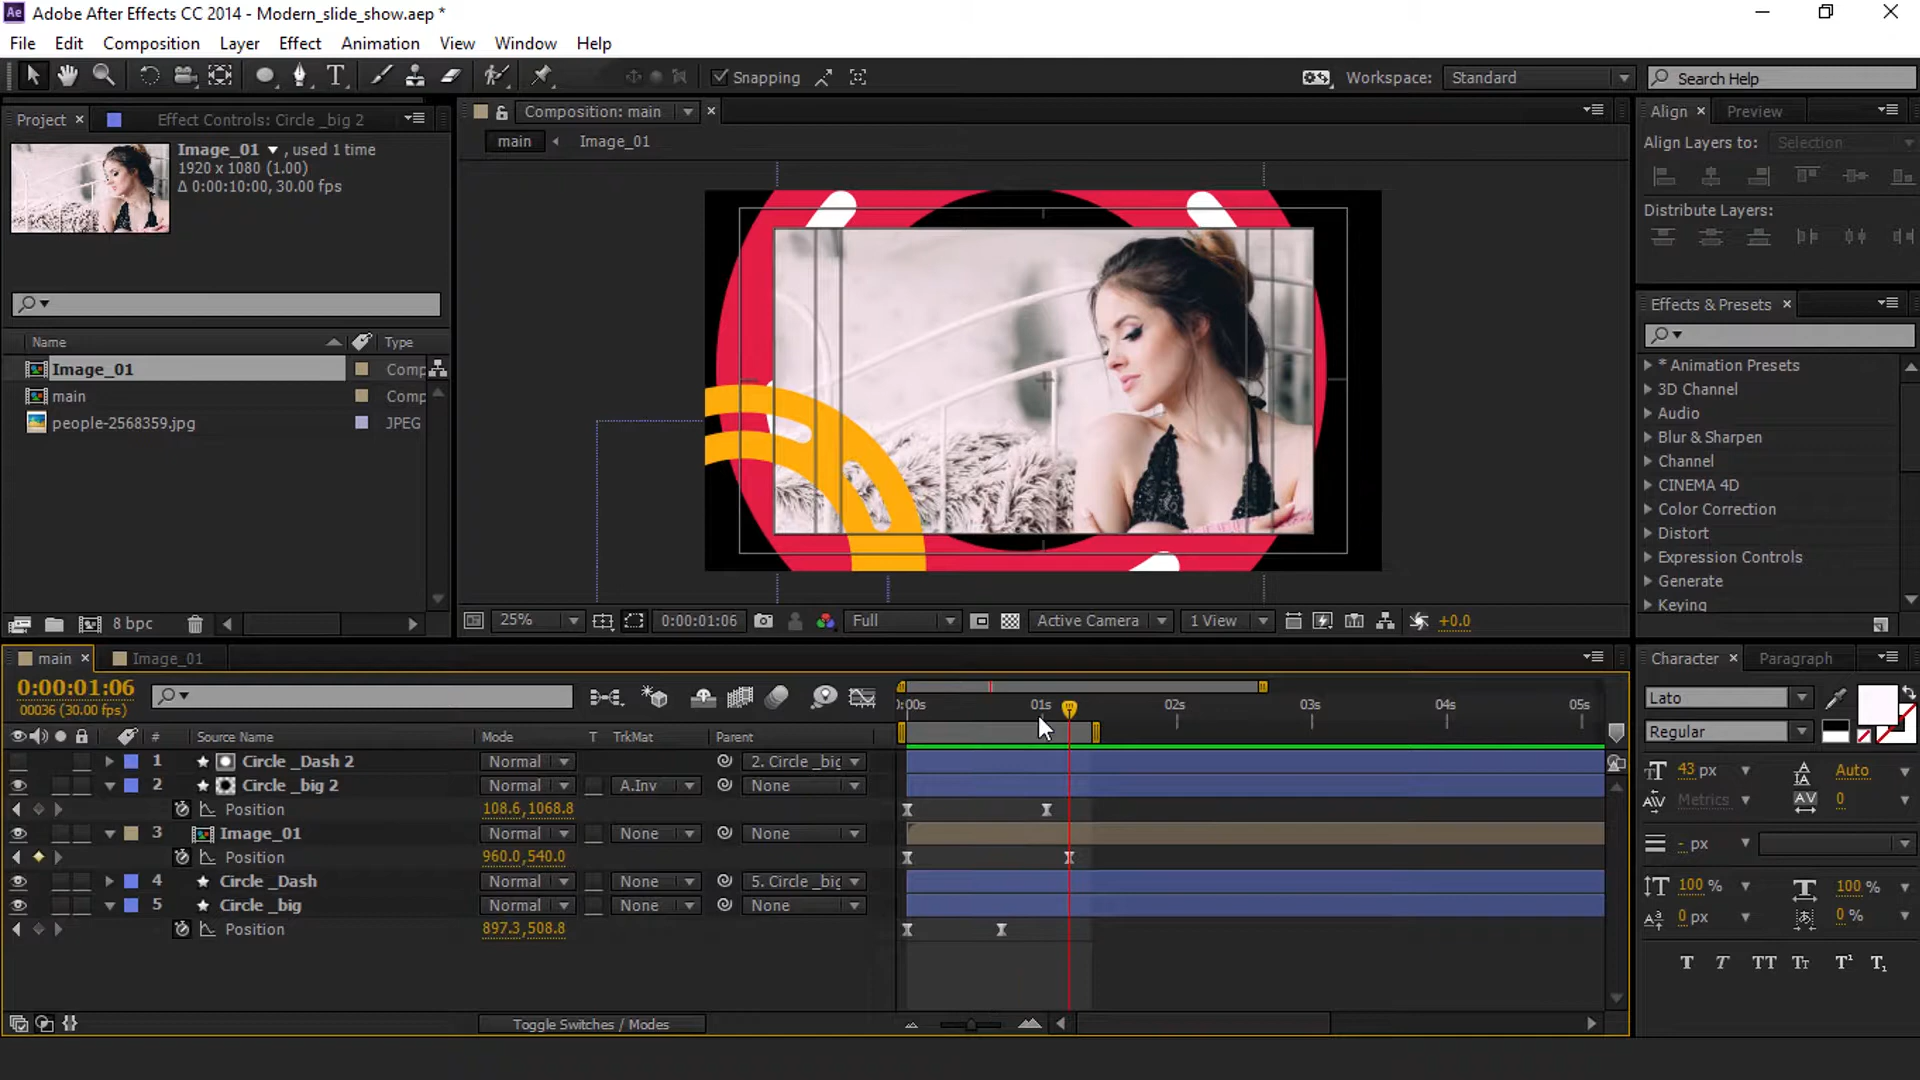 Ae Adobe After Effects CC 2014 - Modern_slide_show.aep *
File Edit Composition Layer Effect Animation View Window Help
T Snapping Workspace: Standard Search Help
Project Effect Controls: Circle _big 2
Image_01 , used 1 time
1920 x 1080 (1.00)
Δ 0:00:10:00, 30.00 fps
Name Type
Image_01 Comp
main Comp
people-2568359.jpg JPEG
8 bpc
Composition: main
main Image_01
25% 0:00:01:06 Full Active Camera 1 View +0.0
Align Preview
Align Layers to: Selection
Distribute Layers:
Effects & Presets
* Animation Presets
3D Channel
Audio
Blur & Sharpen
Channel
CINEMA 4D
Color Correction
Distort
Expression Controls
Generate
Keying
main Image_01
0:00:01:06
00036 (30.00 fps)
:00s 01s 02s 03s 04s 05s
# Source Name Mode T TrkMat Parent
1 Circle _Dash 2 Normal 2. Circle _big
2 Circle _big 2 Normal A.Inv None
Position 108.6,1068.8
3 Image_01 Normal None None
Position 960.0,540.0
4 Circle _Dash Normal None 5. Circle _big
5 Circle _big Normal None None
Position 897.3,508.8
Toggle Switches / Modes
Character Paragraph
Lato
Regular
43 px Auto
Metrics 0
- px
100 % 100 %
0 px 0 %
T T TT Tt T¹ T₁